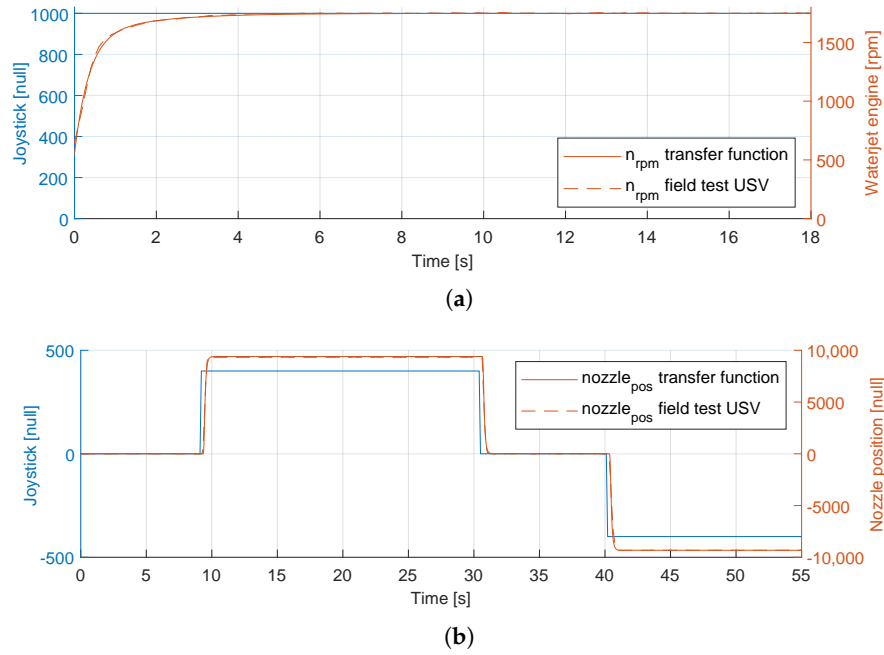 1000
800
600
400
200
0
Joystick [null]
1500
1000
500
0
Waterjet engine [rpm]
n_rpm transfer function
n_rpm field test USV
0 2 4 6 8 10 12 14 16 18
Time [s]
(a)
500
0
-500
Joystick [null]
10,000
5000
0
-5000
-10,000
Nozzle position [null]
nozzle_pos transfer function
nozzle_pos field test USV
0 5 10 15 20 25 30 35 40 45 50 55
Time [s]
(b)